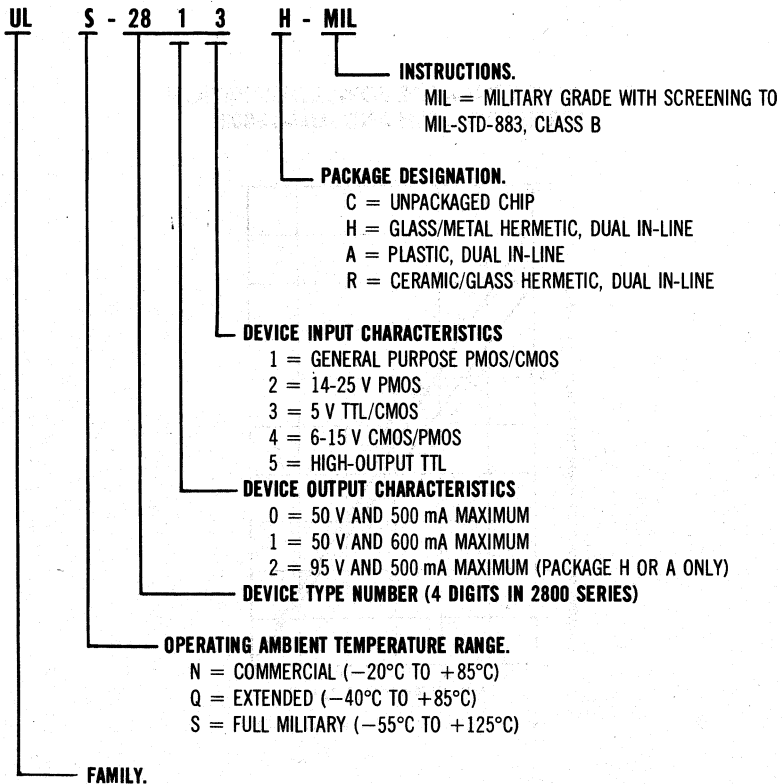 UL S - 28 1 3 H - MIL
INSTRUCTIONS.
MIL = MILITARY GRADE WITH SCREENING TO
MIL-STD-883, CLASS B
PACKAGE DESIGNATION.
C = UNPACKAGED CHIP
H = GLASS/METAL HERMETIC, DUAL IN-LINE
A = PLASTIC, DUAL IN-LINE
R = CERAMIC/GLASS HERMETIC, DUAL IN-LINE
DEVICE INPUT CHARACTERISTICS
1 = GENERAL PURPOSE PMOS/CMOS
2 = 14-25 V PMOS
3 = 5 V TTL/CMOS
4 = 6-15 V CMOS/PMOS
5 = HIGH-OUTPUT TTL
DEVICE OUTPUT CHARACTERISTICS
0 = 50 V AND 500 mA MAXIMUM
1 = 50 V AND 600 mA MAXIMUM
2 = 95 V AND 500 mA MAXIMUM (PACKAGE H OR A ONLY)
DEVICE TYPE NUMBER (4 DIGITS IN 2800 SERIES)
OPERATING AMBIENT TEMPERATURE RANGE.
N = COMMERCIAL (−20°C TO +85°C)
Q = EXTENDED (−40°C TO +85°C)
S = FULL MILITARY (−55°C TO +125°C)
FAMILY.